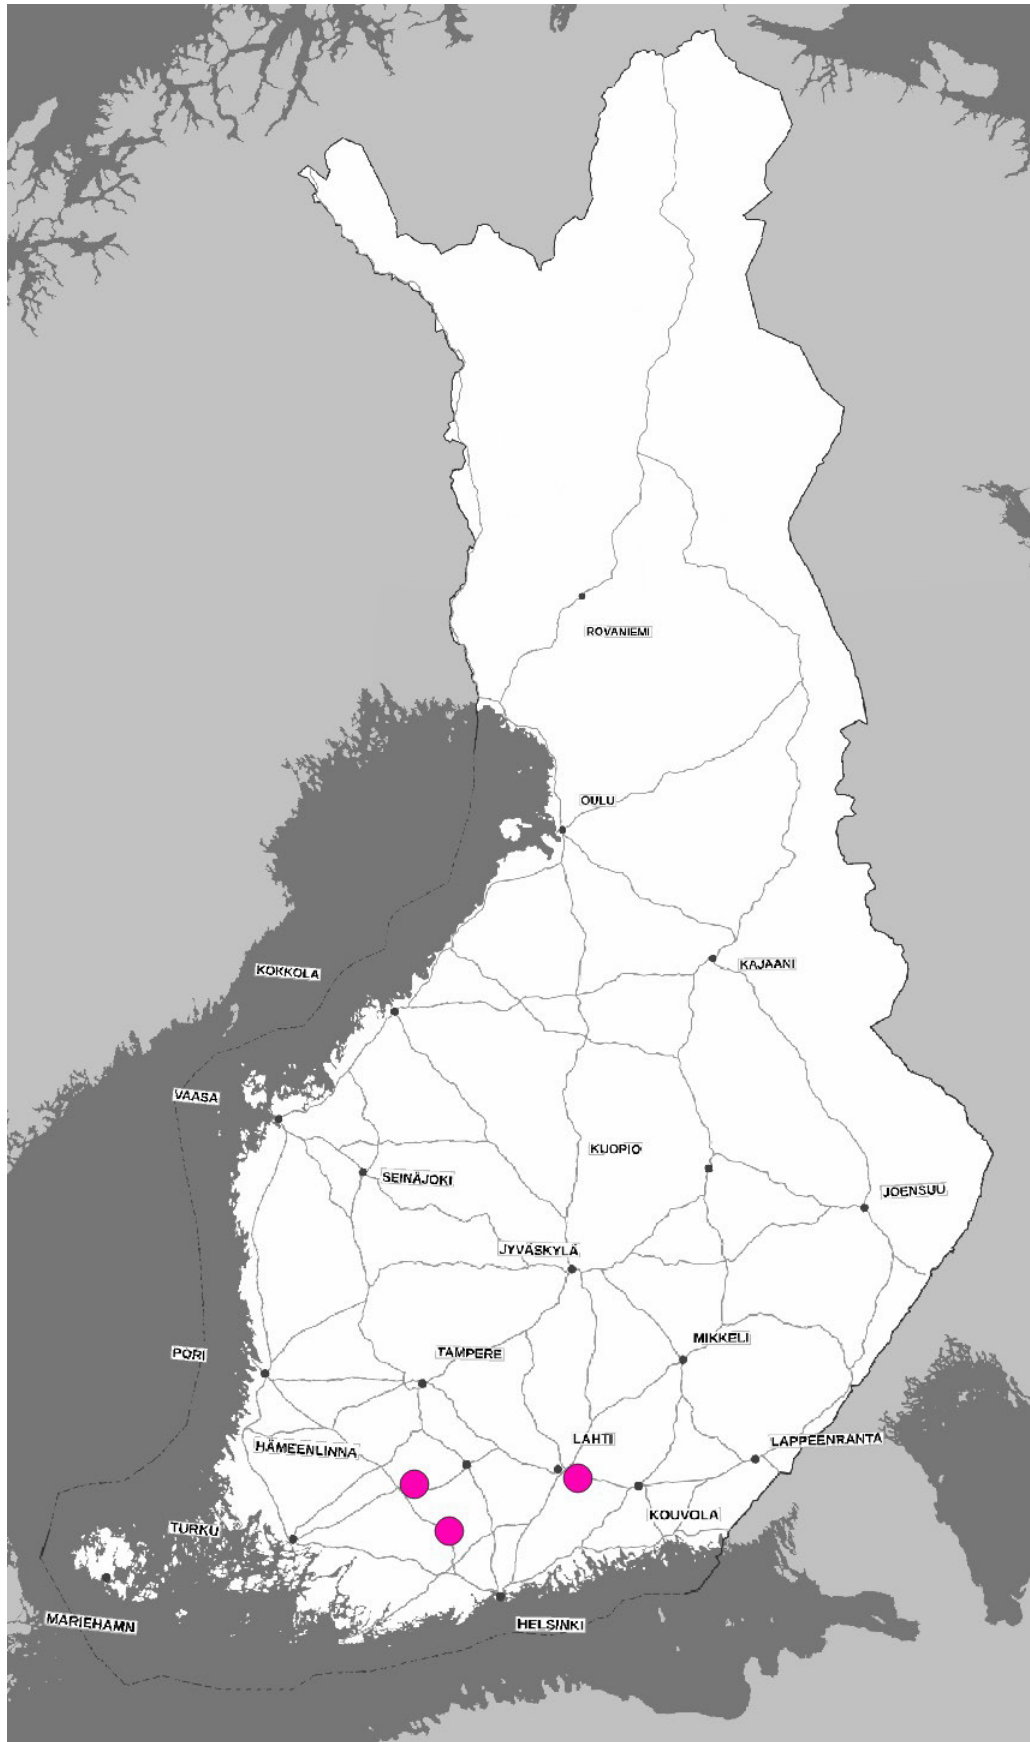 ROVANIEMI
OULU
KAJAANI
KOKKOLA
VAASA
KUOPIO
SEINÄJOKI
JOENSUU
JYVÄSKYLÄ
MIKKELI
PORI
TAMPERE
LAHTI
LAPPEENRANTA
HÄMEENLINNA
KOUVOLA
TURKU
MARIEHAMN
HELSINKI